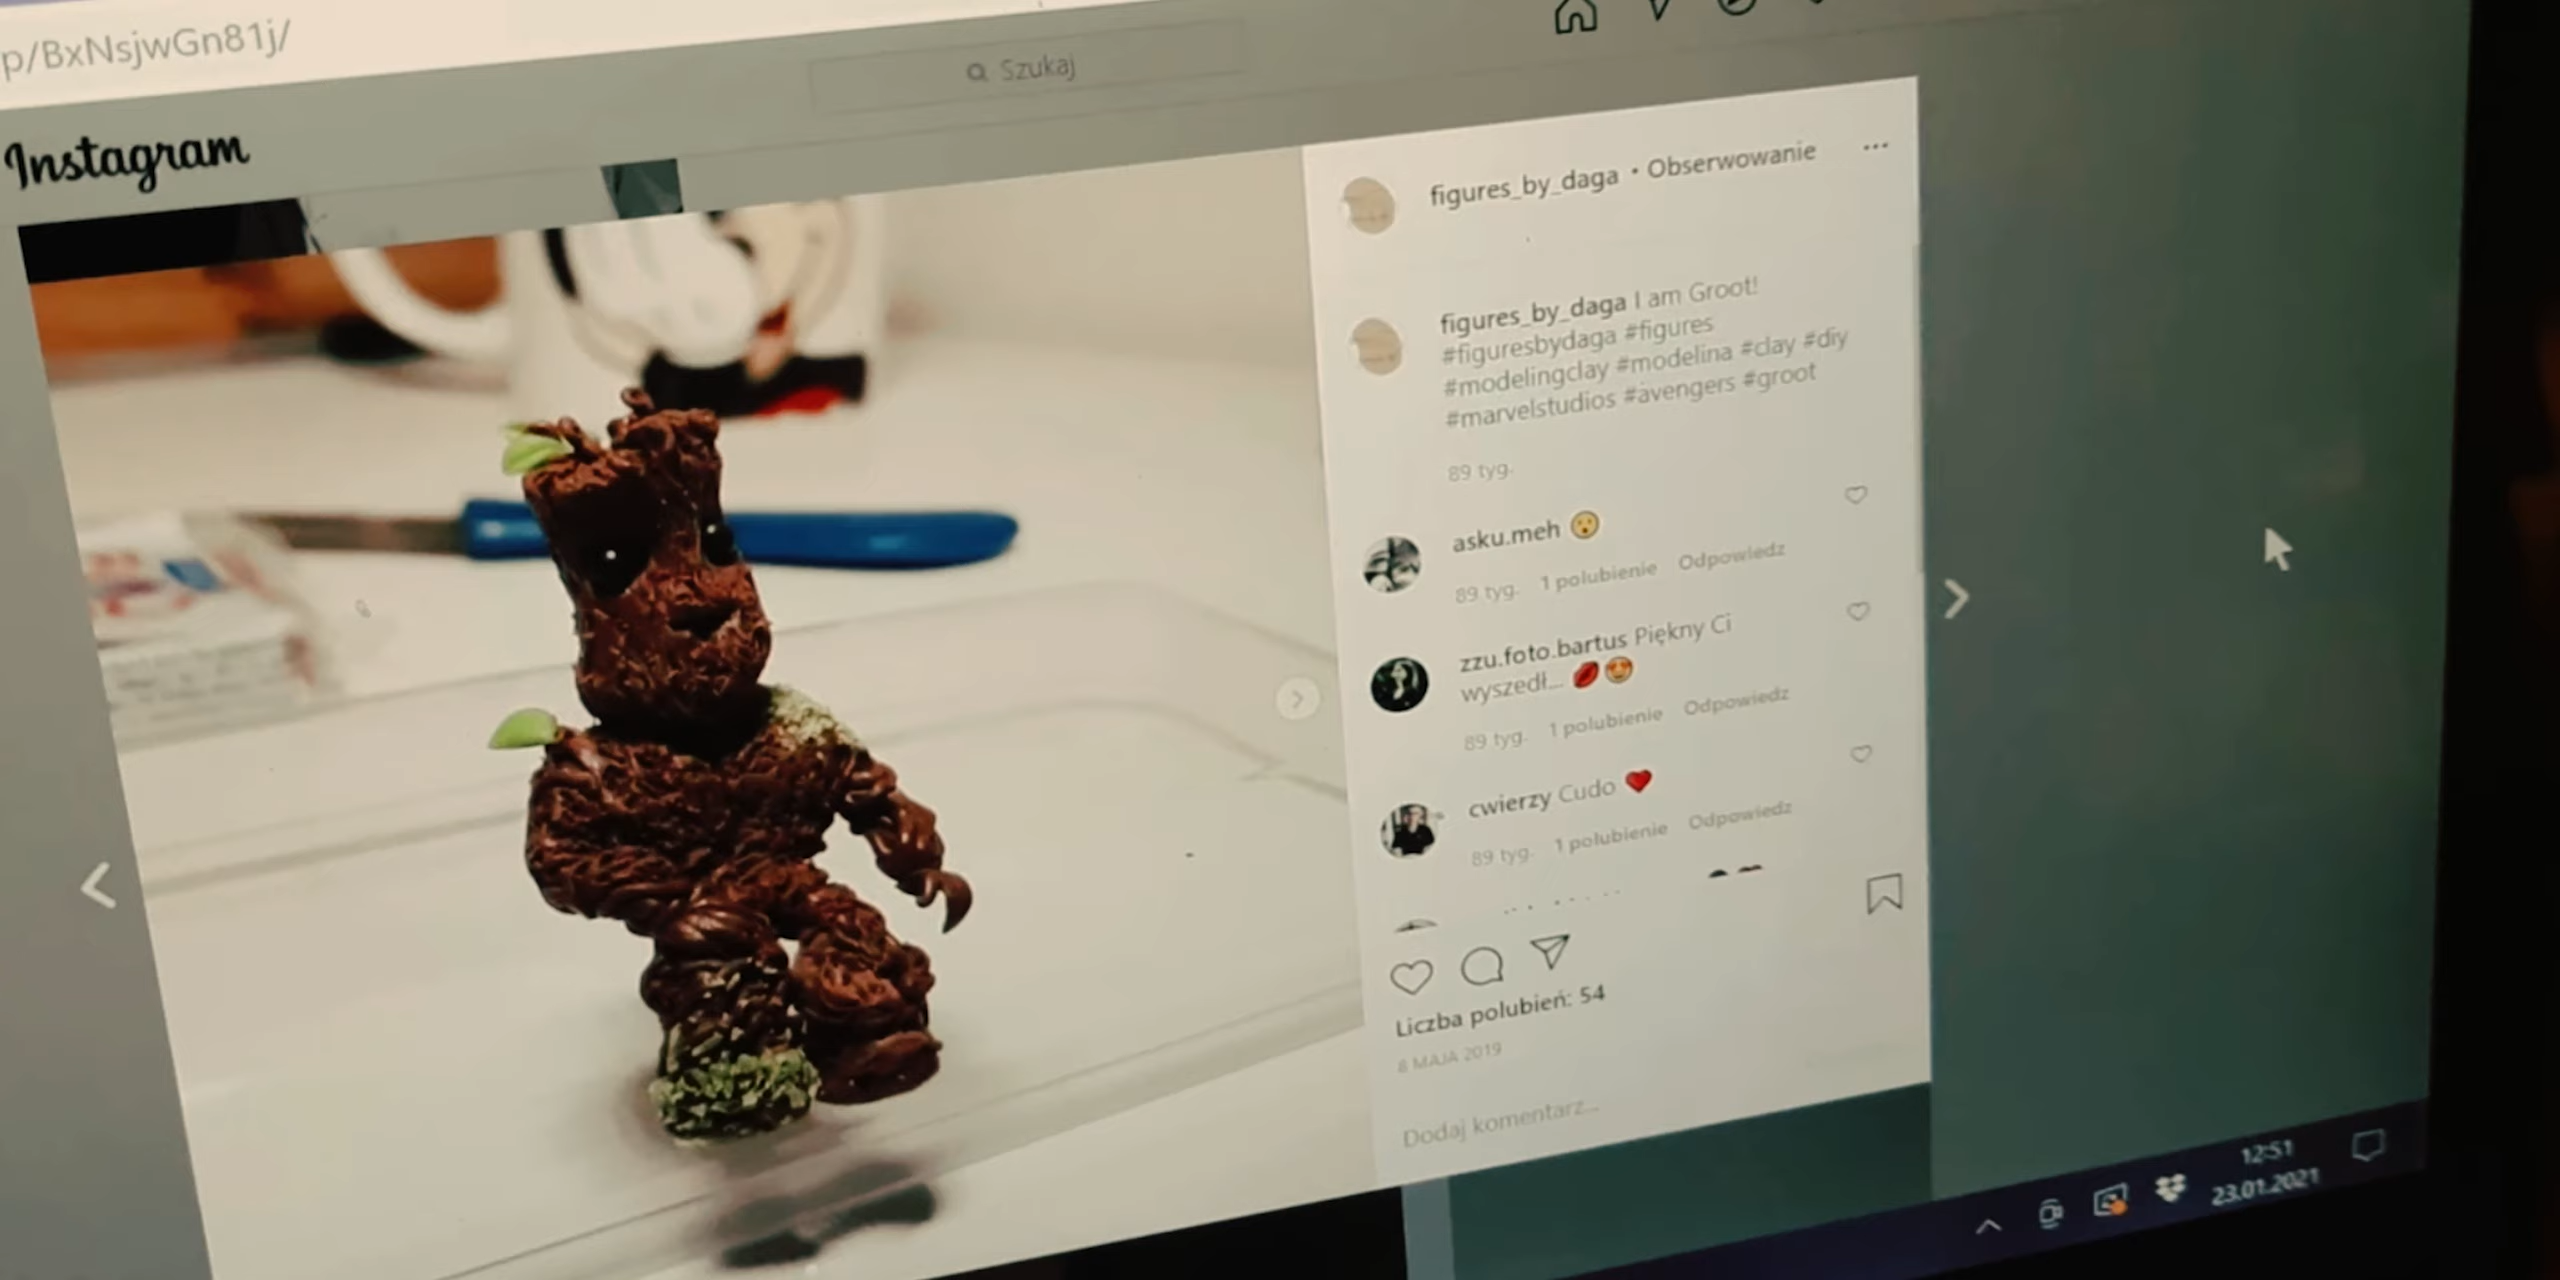 p/BxNsjwGn81j/
Szukaj
Instagram
figures_by_daga • Obserwowanie
figures_by_daga I am Groot!
#figuresbydaga #figures
#modelingclay #modelina #clay #diy
#marvelstudios #avengers #groot
89 tyg.
asku.meh 😮
89 tyg. 1 polubienie Odpowiedz
zzu.foto.bartus Piękny Ci
wyszedł... 💋😍
89 tyg. 1 polubienie Odpowiedz
cwierzy Cudo ❤️
89 tyg. 1 polubienie Odpowiedz
Liczba polubień: 54
8 MAJA 2019
Dodaj komentarz...
12:51
23.01.2021